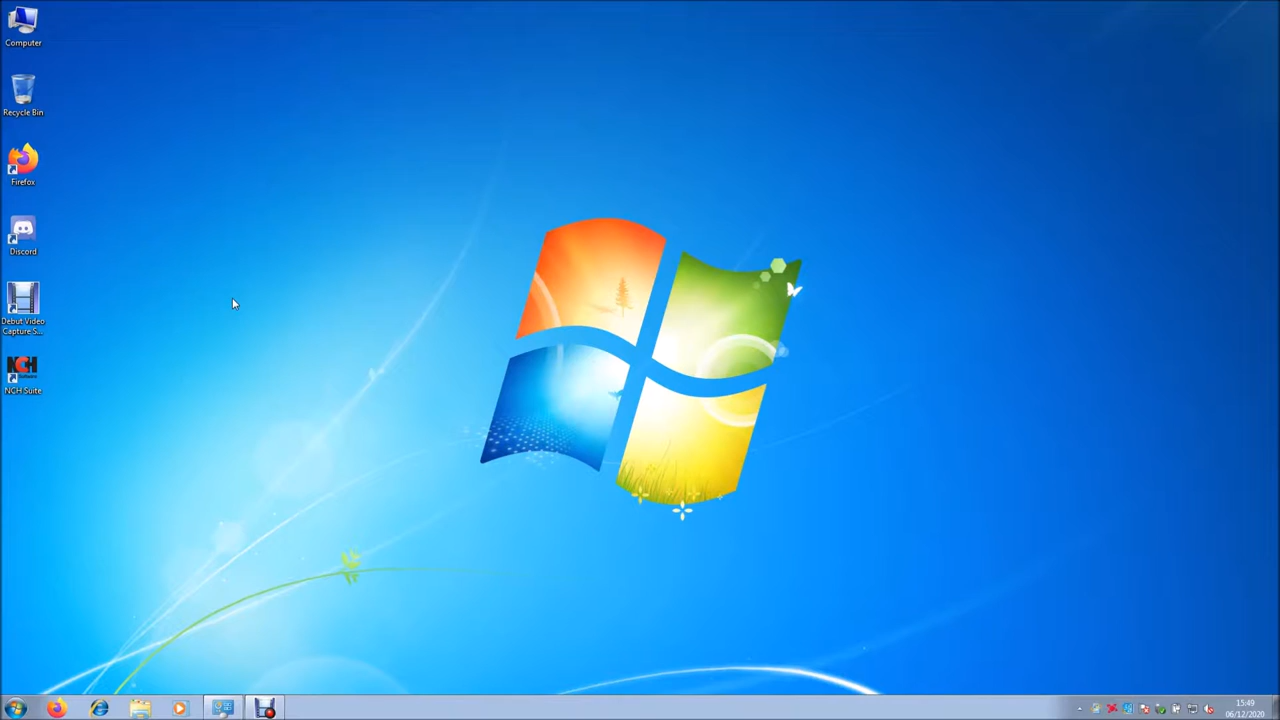 Computer
Recycle Bin
Firefox
Discord
Debut Video
Capture S...
NCH
NCH Suite
15:49
06/12/2020